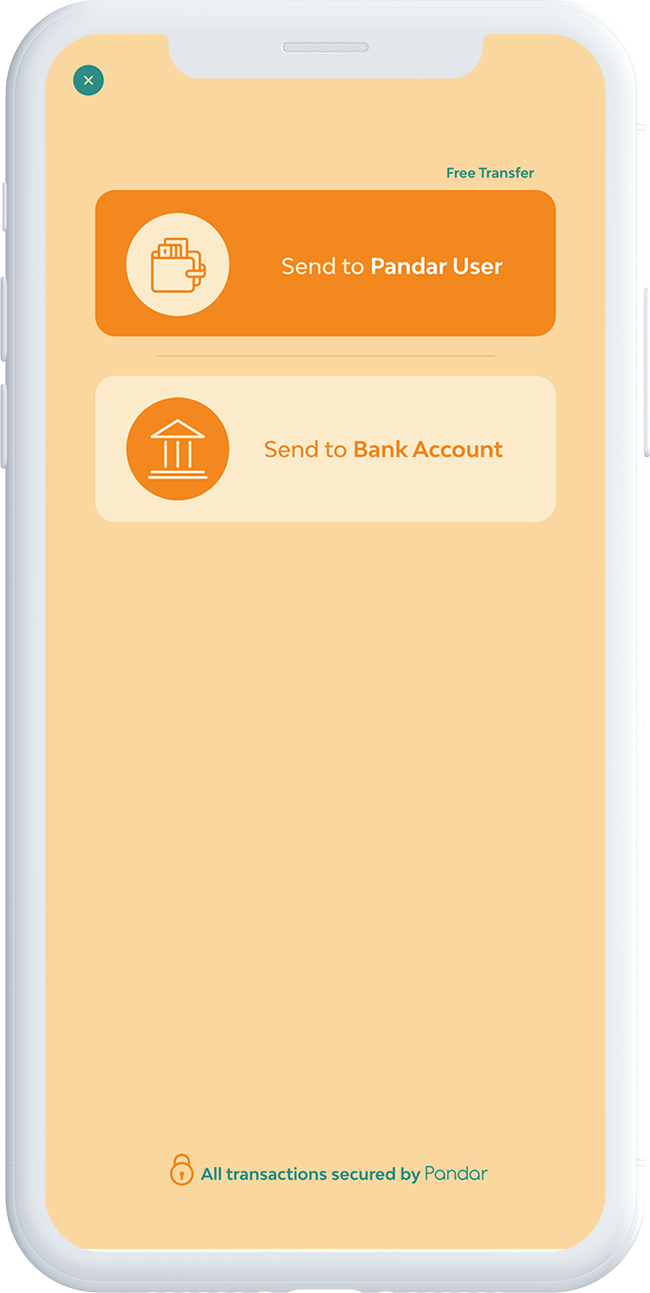 Free Transfer
Send to Pandar User
Send to Bank Account
All transactions secured by Pandar